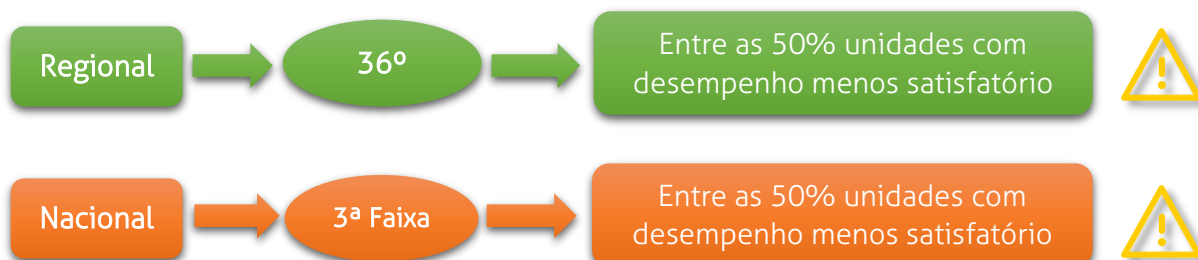 Regional
36º
Entre as 50% unidades com
desempenho menos satisfatório
Nacional
3ª Faixa
Entre as 50% unidades com
desempenho menos satisfatório